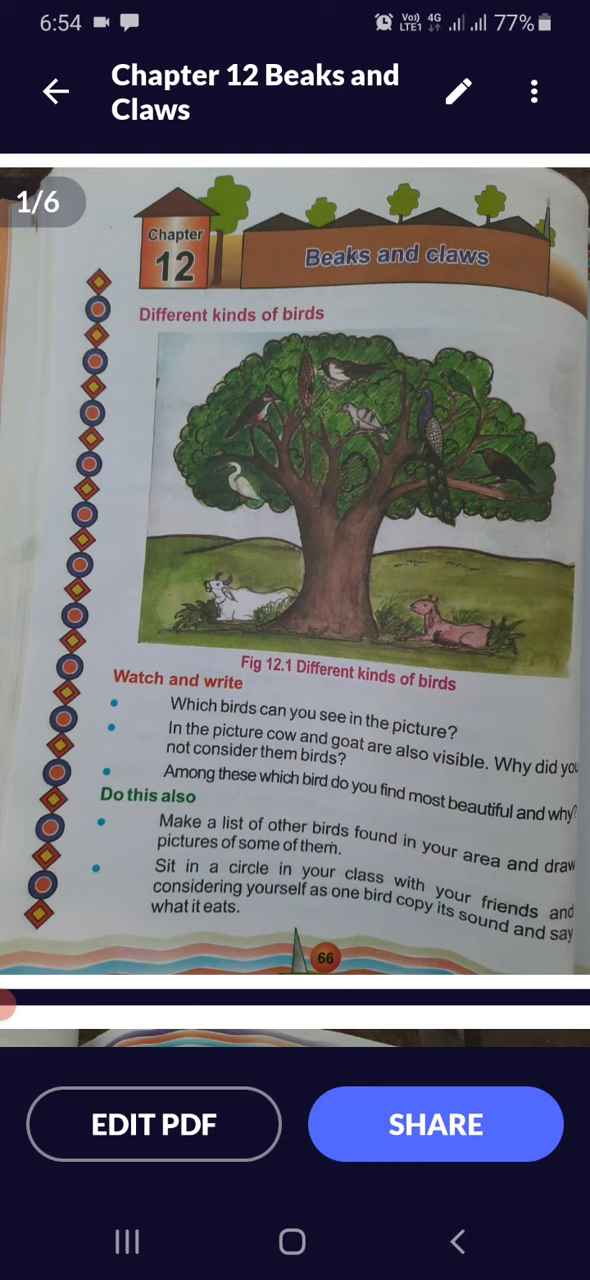 6:54
Vo)) 4G 77%
LTE1
Chapter 12 Beaks and
Claws
1/6
Chapter
12
Beaks and claws
Different kinds of birds
Fig 12.1 Different kinds of birds
Watch and write
Which birds can you see in the picture?
In the picture cow and goat are also visible. Why did you
not consider them birds?
Among these which bird do you find most beautiful and why?
Do this also
Make a list of other birds found in your area and draw
pictures of some of them.
Sit in a circle in your class with your friends and
considering yourself as one bird copy its sound and say
what it eats.
66
EDIT PDF
SHARE